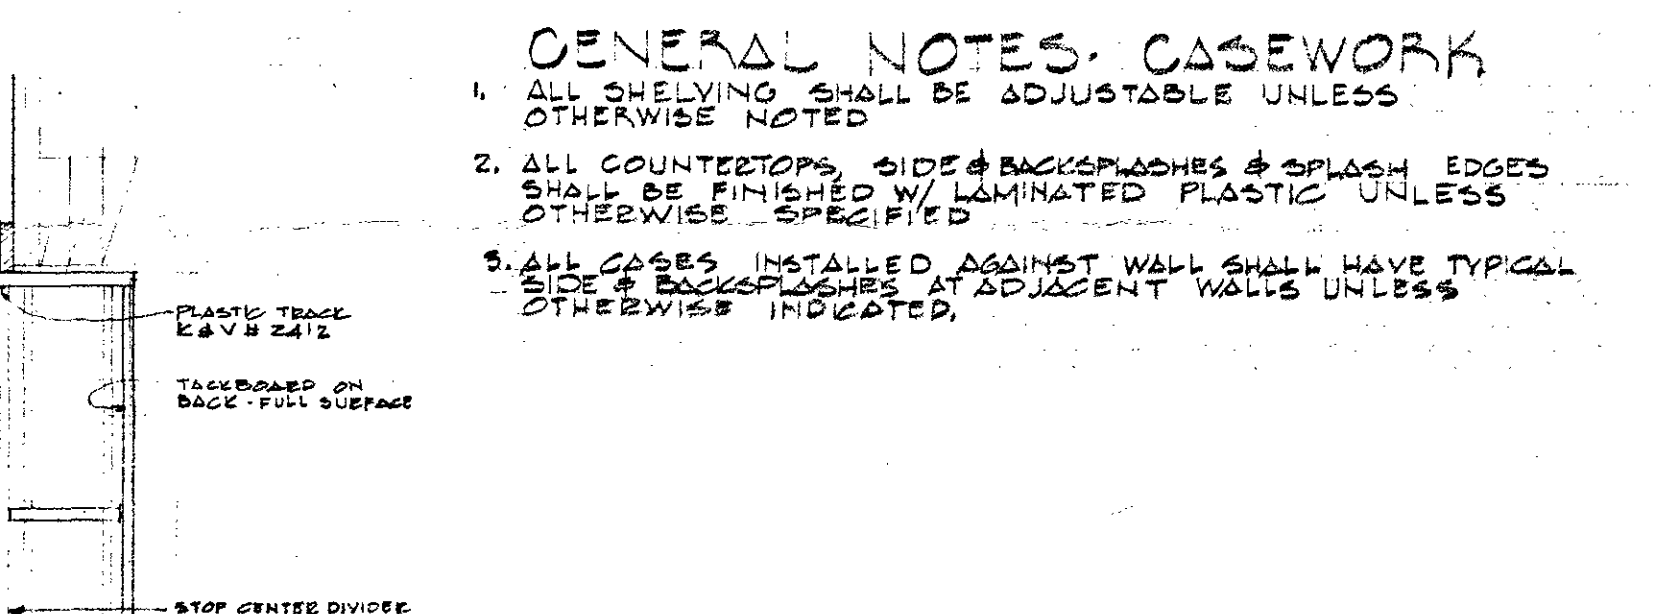 GENERAL NOTES. CASEWORK
1. ALL SHELVING SHALL BE ADJUSTABLE UNLESS
OTHERWISE NOTED
2. ALL COUNTERTOPS, SIDE & BACKSPLASHES & SPLASH EDGES
SHALL BE FINISHED W/ LAMINATED PLASTIC UNLESS
OTHERWISE SPECIFIED
3. ALL CASES INSTALLED AGAINST WALL SHALL HAVE TYPICAL
SIDE & BACKSPLASHES AT ADJACENT WALLS UNLESS
OTHERWISE INDICATED.
PLASTIC TRACK
K & V # 2412
TACKBOARD ON
BACK - FULL SURFACE
STOP CENTER DIVIDER